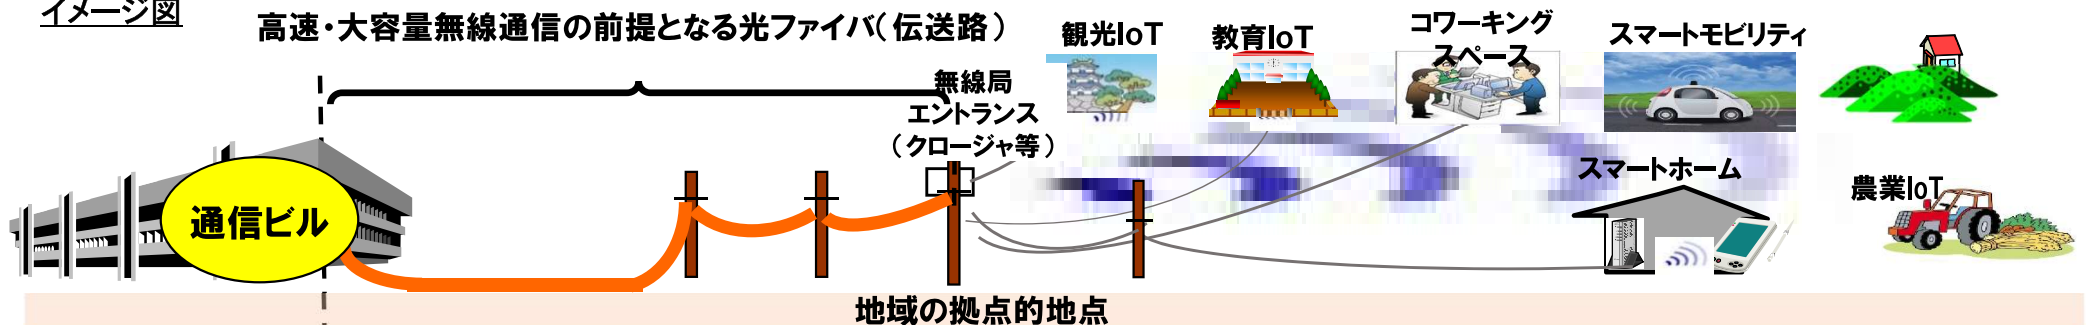 イメージ図
高速・大容量無線通信の前提となる光ファイバ（伝送路）
無線局
エントランス
（クロージャ等）
観光IoT
教育IoT
コワーキング
スペース
スマートモビリティ
通信ビル
スマートホーム
農業IoT
地域の拠点的地点